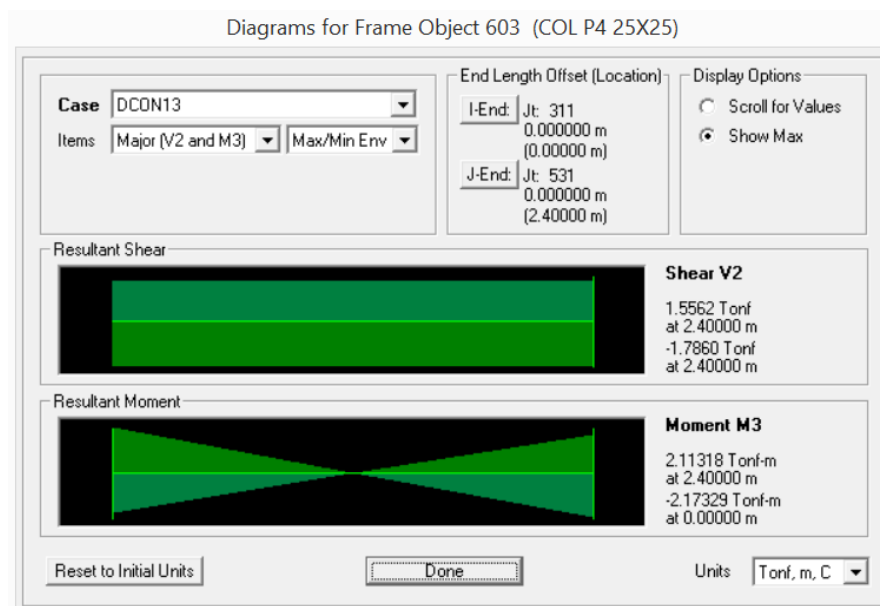 Diagrams for Frame Object 603 (COL P4 25X25)
Case DCON13
Items Major (V2 and M3) Max/Min Env
End Length Offset (Location)
I-End: Jt: 311
0.000000 m
(0.00000 m)
J-End: Jt: 531
0.000000 m
(2.40000 m)
Display Options
Scroll for Values
Show Max
Resultant Shear
Shear V2
1.5562 Tonf
at 2.40000 m
-1.7860 Tonf
at 2.40000 m
Resultant Moment
Moment M3
2.11318 Tonf-m
at 2.40000 m
-2.17329 Tonf-m
at 0.00000 m
Reset to Initial Units
Done
Units Tonf, m, C